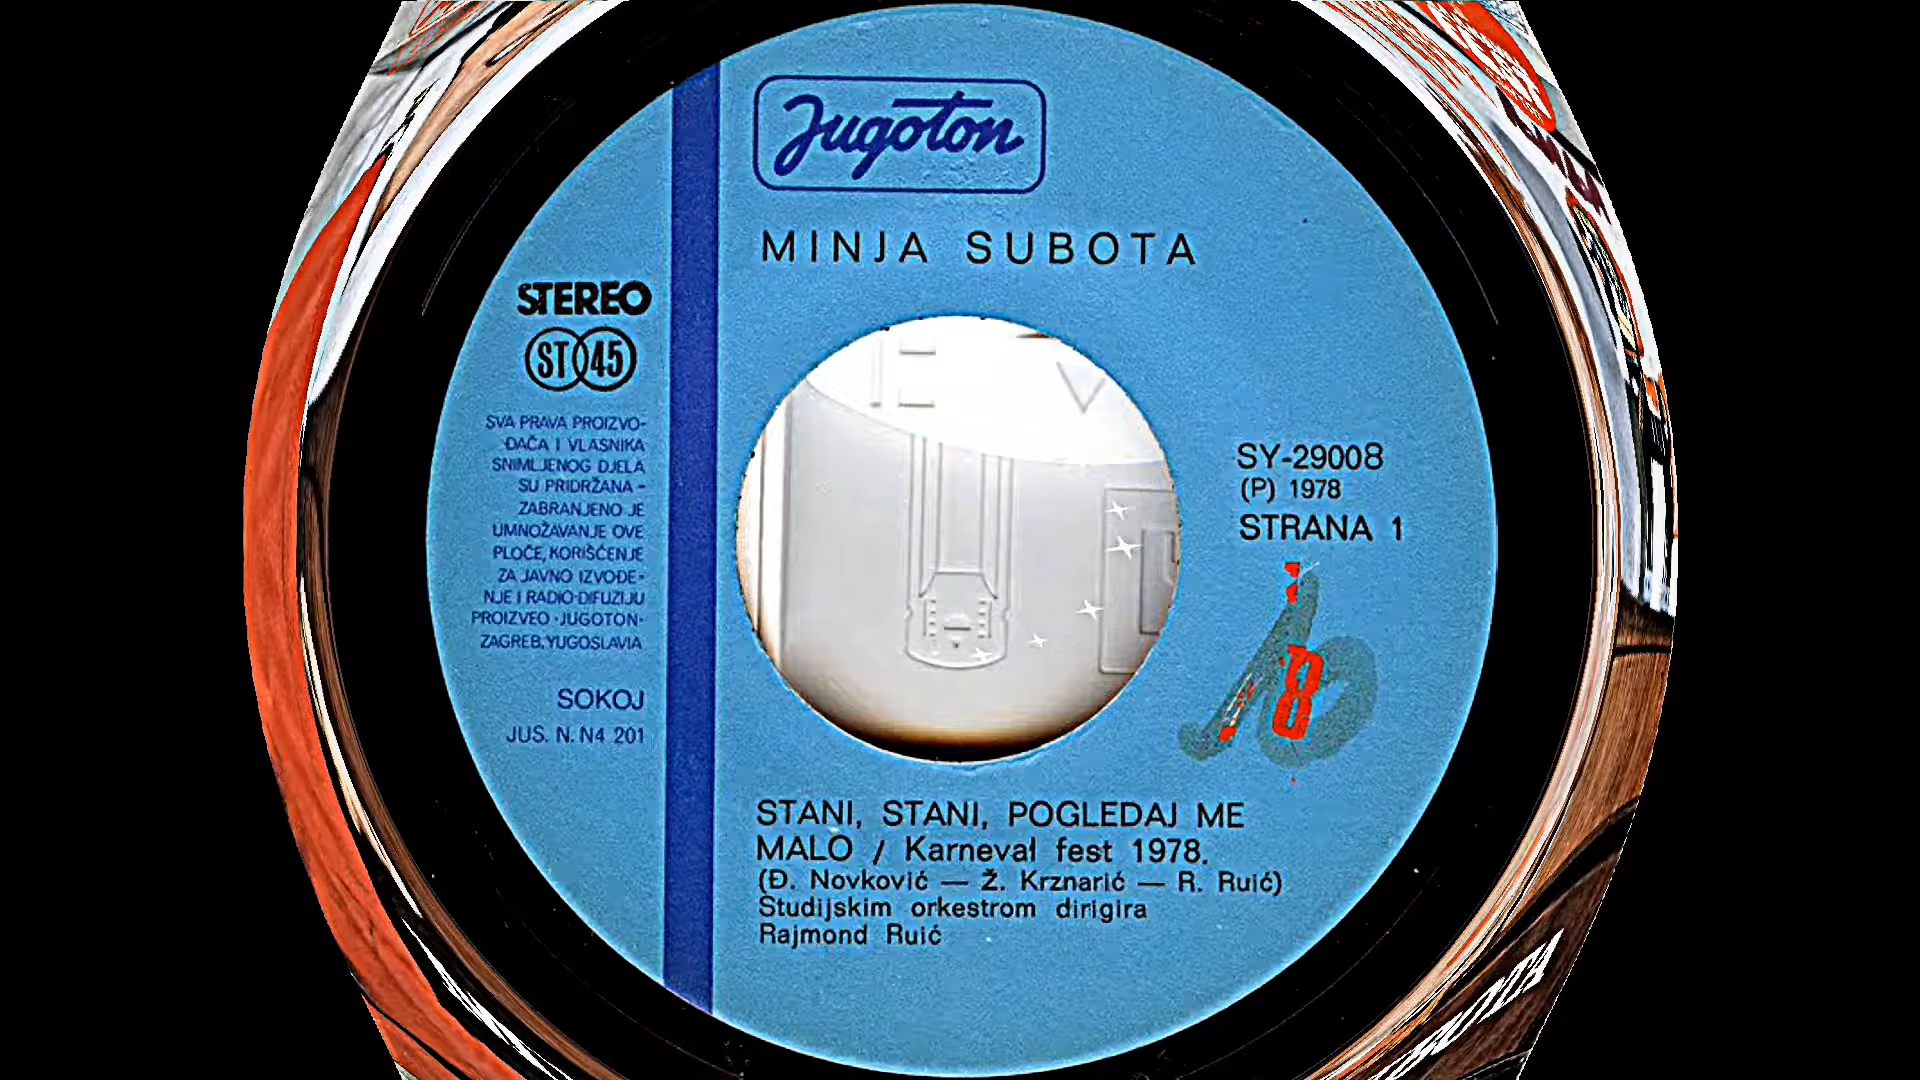 Jugoton
MINJA SUBOTA
STEREO
ST 45
SVA PRAVA PROIZVO-
ĐAČA I VLASNIKA
SNIMLJENOG DJELA
SU PRIDRŽANA -
ZABRANJENO JE
UMNOŽAVANJE OVE
PLOČE, KORIŠĆENJE
ZA JAVNO IZVOĐE-
NJE I RADIO-DIFUZIJU
PROIZVEO •JUGOTON•
ZAGREB, YUGOSLAVIA
SOKOJ
JUS. N. N4 201
SY-29008
(P) 1978
STRANA 1
STANI, STANI, POGLEDAJ ME
MALO / Karneval fest 1978.
(Đ. Novković — Ž. Krznarić — R. Ruić)
Studijskim orkestrom dirigira
Rajmond Ruić